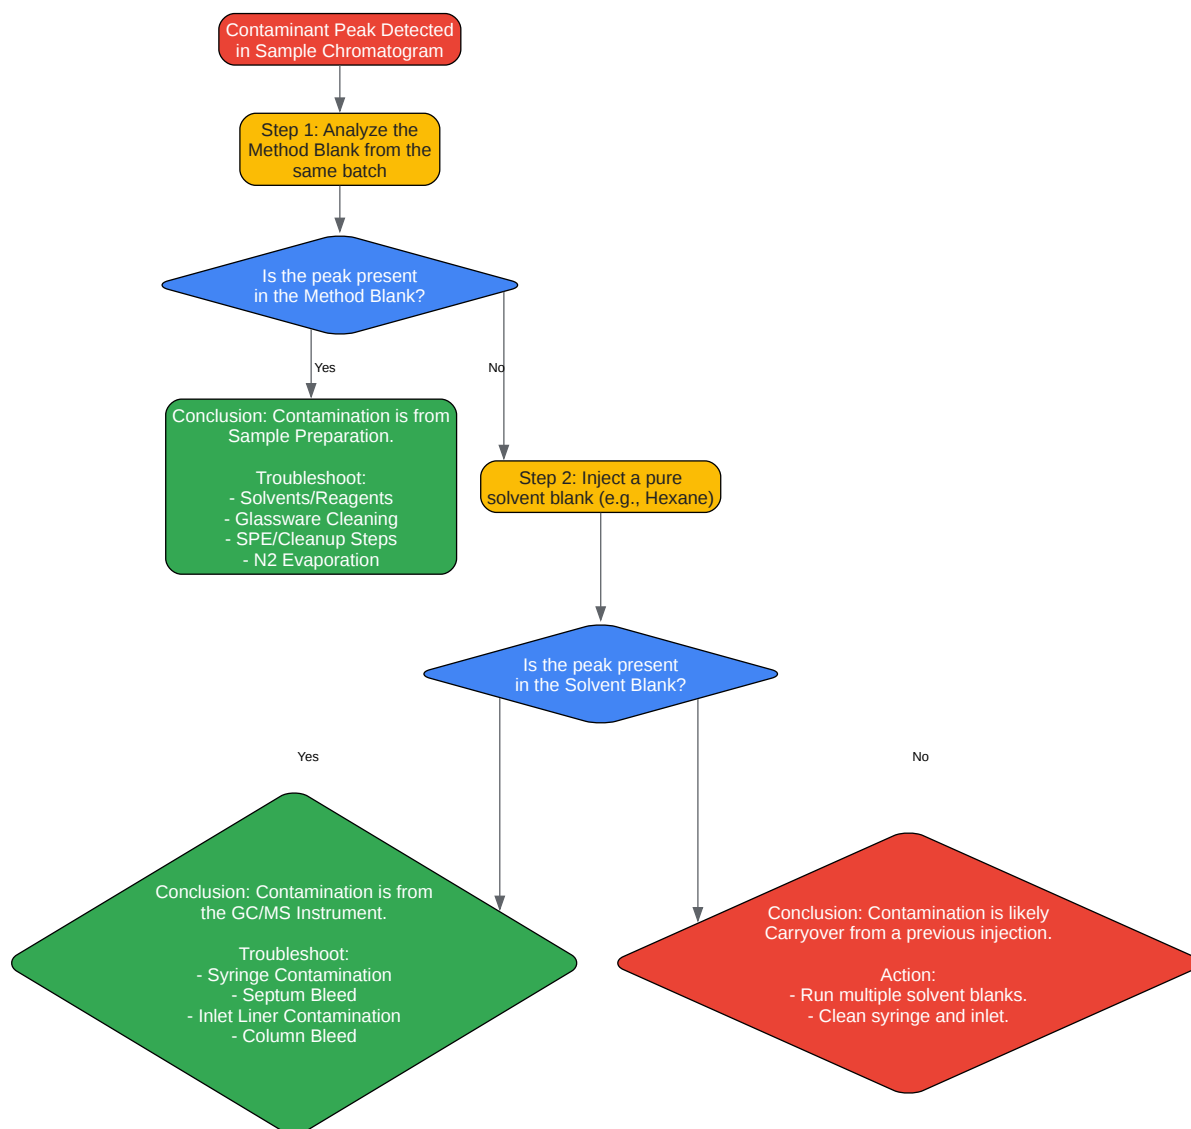 Contaminant Peak Detected
in Sample Chromatogram
Step 1: Analyze the
Method Blank from the
same batch
Is the peak present
in the Method Blank?
Yes
No
Conclusion: Contamination is from
Sample Preparation.
Troubleshoot:
- Solvents/Reagents
- Glassware Cleaning
- SPE/Cleanup Steps
- N2 Evaporation
Step 2: Inject a pure
solvent blank (e.g., Hexane)
Is the peak present
in the Solvent Blank?
Yes
No
Conclusion: Contamination is from
the GC/MS Instrument.
Troubleshoot:
- Syringe Contamination
- Septum Bleed
- Inlet Liner Contamination
- Column Bleed
Conclusion: Contamination is likely
Carryover from a previous injection.
Action:
- Run multiple solvent blanks.
- Clean syringe and inlet.